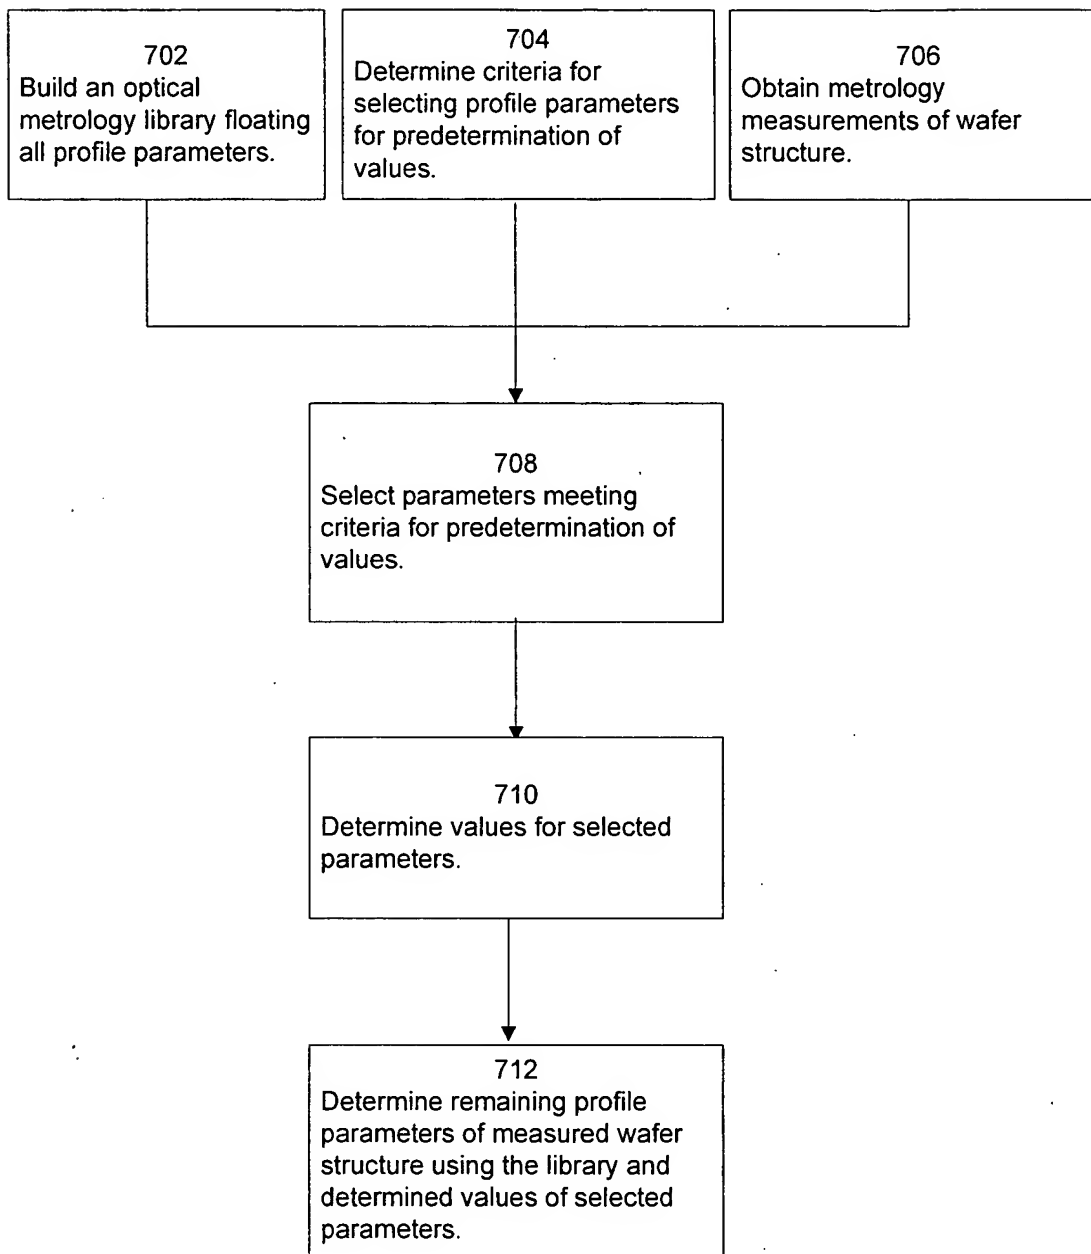 702
Build an optical
metrology library floating
all profile parameters.
704
Determine criteria for
selecting profile parameters
for predetermination of
values.
706
Obtain metrology
measurements of wafer
structure.
708
Select parameters meeting
criteria for predetermination of
values.
710
Determine values for selected
parameters.
712
Determine remaining profile
parameters of measured wafer
structure using the library and
determined values of selected
parameters.